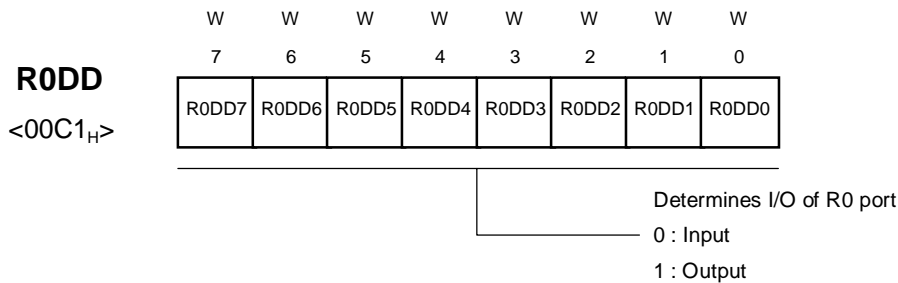 W W W W W W W W
7 6 5 4 3 2 1 0
R0DD
<00C1H>
R0DD7 R0DD6 R0DD5 R0DD4 R0DD3 R0DD2 R0DD1 R0DD0
Determines I/O of R0 port
0 : Input
1 : Output